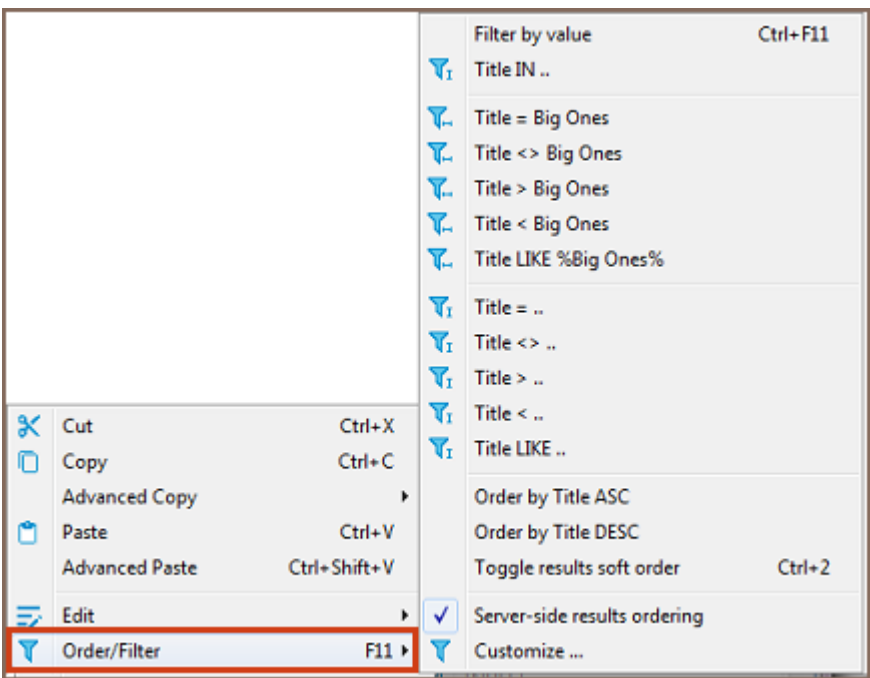 Filter by value Ctrl+F11
Title IN ..
Title = Big Ones
Title <> Big Ones
Title > Big Ones
Title < Big Ones
Title LIKE %Big Ones%
Title = ..
Title <> ..
Title > ..
Title < ..
Title LIKE ..
Order by Title ASC
Order by Title DESC
Toggle results soft order Ctrl+2
Server-side results ordering
Customize ...
Cut Ctrl+X
Copy Ctrl+C
Advanced Copy
Paste Ctrl+V
Advanced Paste Ctrl+Shift+V
Edit
Order/Filter F11